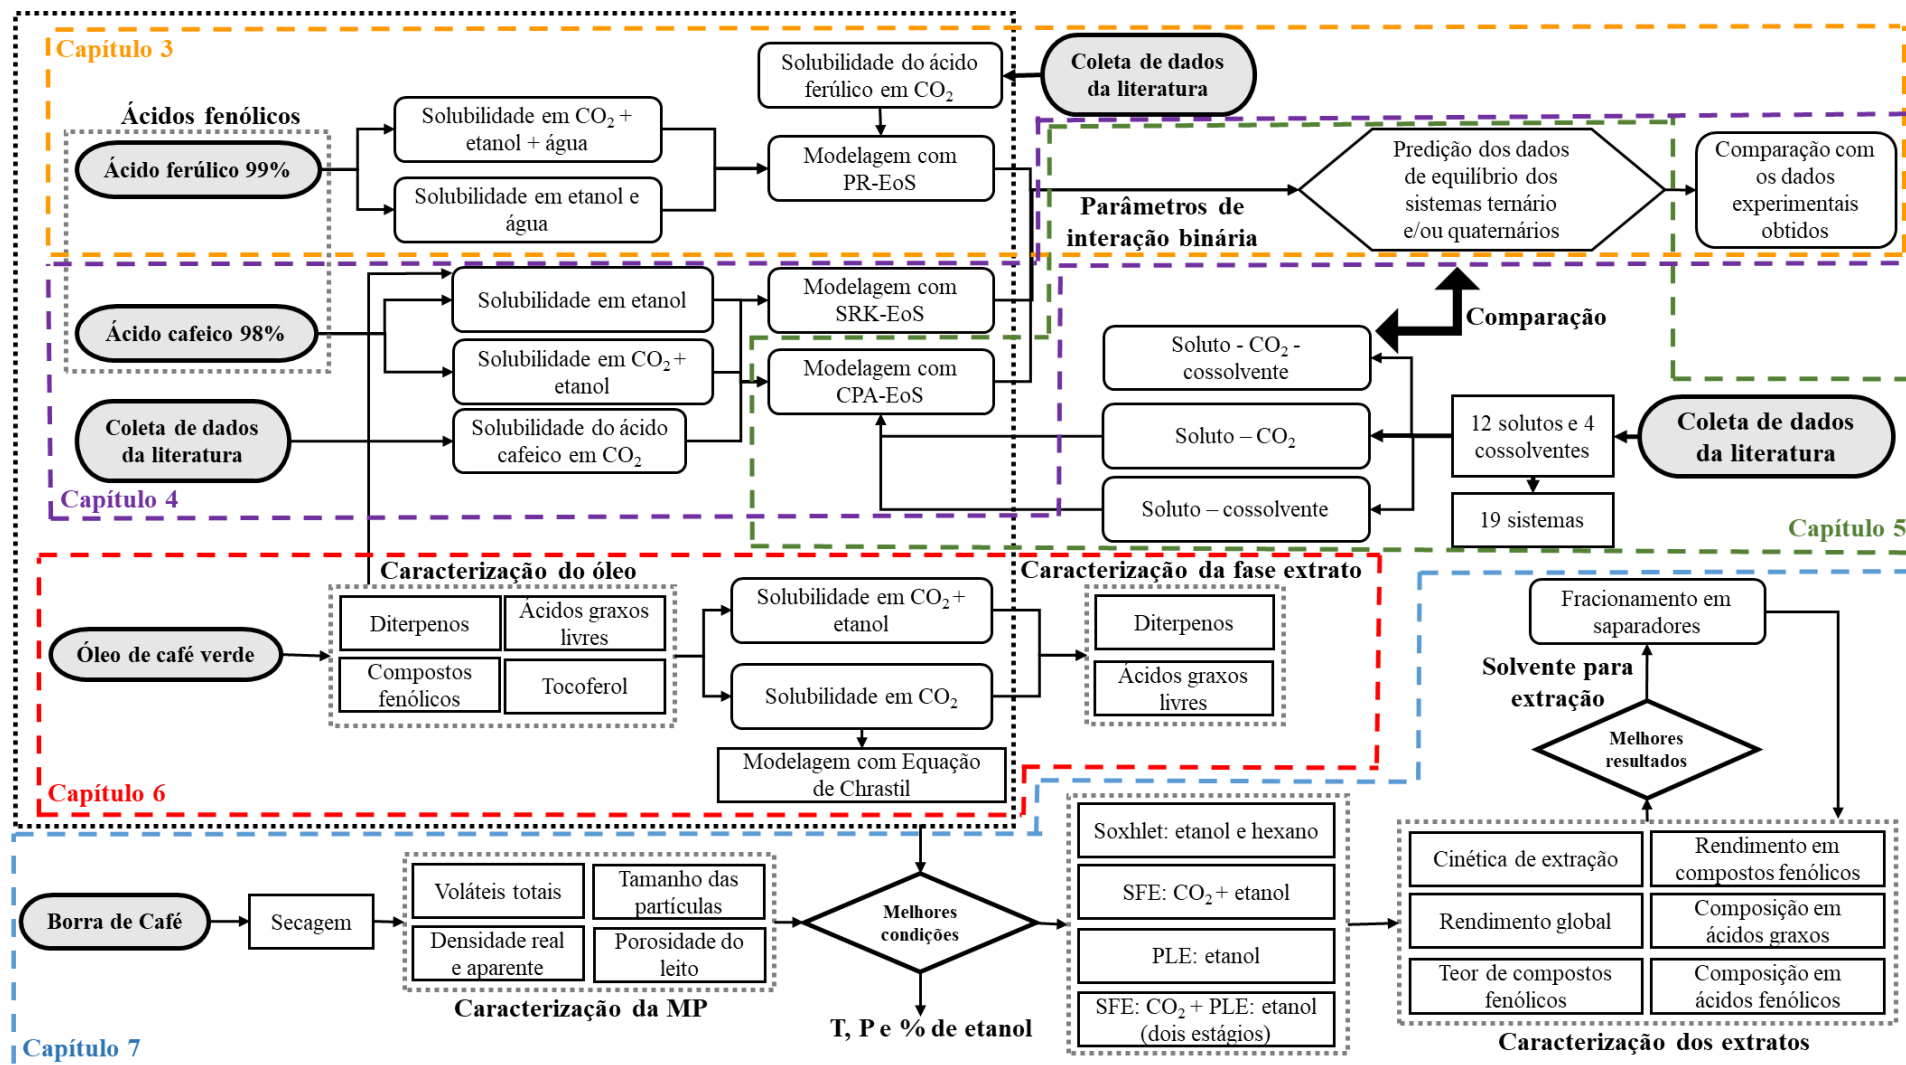 Capítulo 3
Solubilidade do ácido
ferúlico em CO2
Coleta de dados
da literatura
Ácidos fenólicos
Ácido ferúlico 99%
Solubilidade em CO2 +
etanol + água
Solubilidade em etanol e
água
Modelagem com
PR-EoS
Parâmetros de
interação binária
Predição dos dados
de equilíbrio dos
sistemas ternário
e/ou quaternários
Comparação com
os dados
experimentais
obtidos
Ácido cafeico 98%
Solubilidade em etanol
Solubilidade em CO2 +
etanol
Modelagem com
SRK-EoS
Modelagem com
CPA-EoS
Coleta de dados
da literatura
Solubilidade do ácido
cafeico em CO2
Capítulo 4
Comparação
Soluto - CO2 -
cossolvente
Soluto – CO2
Soluto – cossolvente
12 solutos e 4
cossolventes
19 sistemas
Coleta de dados
da literatura
Capítulo 5
Caracterização do óleo
Óleo de café verde
Diterpenos
Ácidos graxos
livres
Compostos
fenólicos
Tocoferol
Solubilidade em CO2 +
etanol
Solubilidade em CO2
Modelagem com Equação
de Chrastil
Caracterização da fase extrato
Diterpenos
Ácidos graxos
livres
Capítulo 6
Fracionamento em
saparadores
Solvente para
extração
Melhores
resultados
Borra de Café
Secagem
Voláteis totais
Tamanho das
partículas
Densidade real
e aparente
Porosidade do
leito
Caracterização da MP
Melhores
condições
T, P e % de etanol
Soxhlet: etanol e hexano
SFE: CO2 + etanol
PLE: etanol
SFE: CO2 + PLE: etanol
(dois estágios)
Cinética de extração
Rendimento em
compostos fenólicos
Rendimento global
Composição em
ácidos graxos
Teor de compostos
fenólicos
Composição em
ácidos fenólicos
Caracterização dos extratos
Capítulo 7